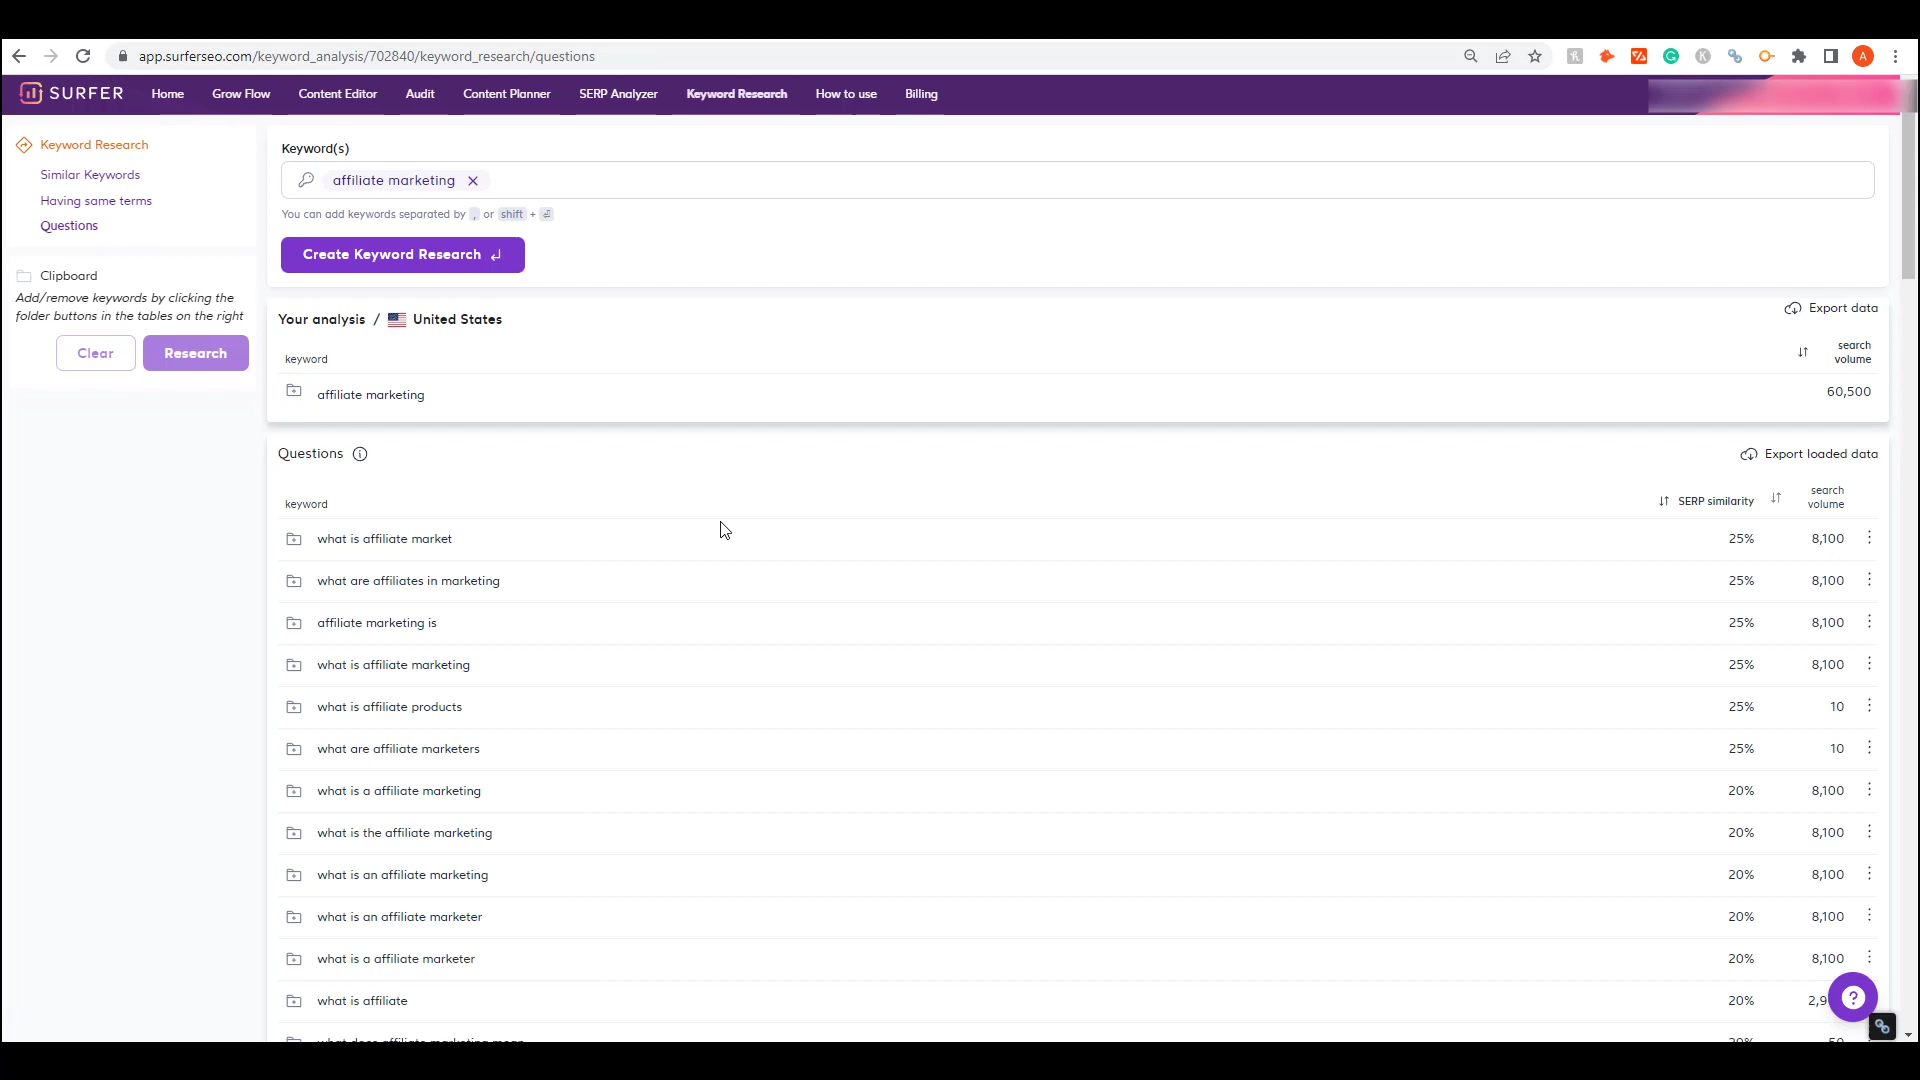 app.surferseo.com/keyword_analysis/702840/keyword_research/questions
A
SURFER Home Grow Flow Content Editor Audit Content Planner SERP Analyzer Keyword Research How to use Billing
Keyword Research
Similar Keywords
Having same terms
Questions
Clipboard
Add/remove keywords by clicking the
folder buttons in the tables on the right
Clear Research
Keyword(s)
affiliate marketing
You can add keywords separated by , or shift +
Create Keyword Research
Your analysis / United States Export data
keyword search volume
affiliate marketing 60,500
Questions Export loaded data
keyword SERP similarity search volume
what is affiliate market 25% 8,100
what are affiliates in marketing 25% 8,100
affiliate marketing is 25% 8,100
what is affiliate marketing 25% 8,100
what is affiliate products 25% 10
what are affiliate marketers 25% 10
what is a affiliate marketing 20% 8,100
what is the affiliate marketing 20% 8,100
what is an affiliate marketing 20% 8,100
what is an affiliate marketer 20% 8,100
what is a affiliate marketer 20% 8,100
what is affiliate 20% 2,9
?